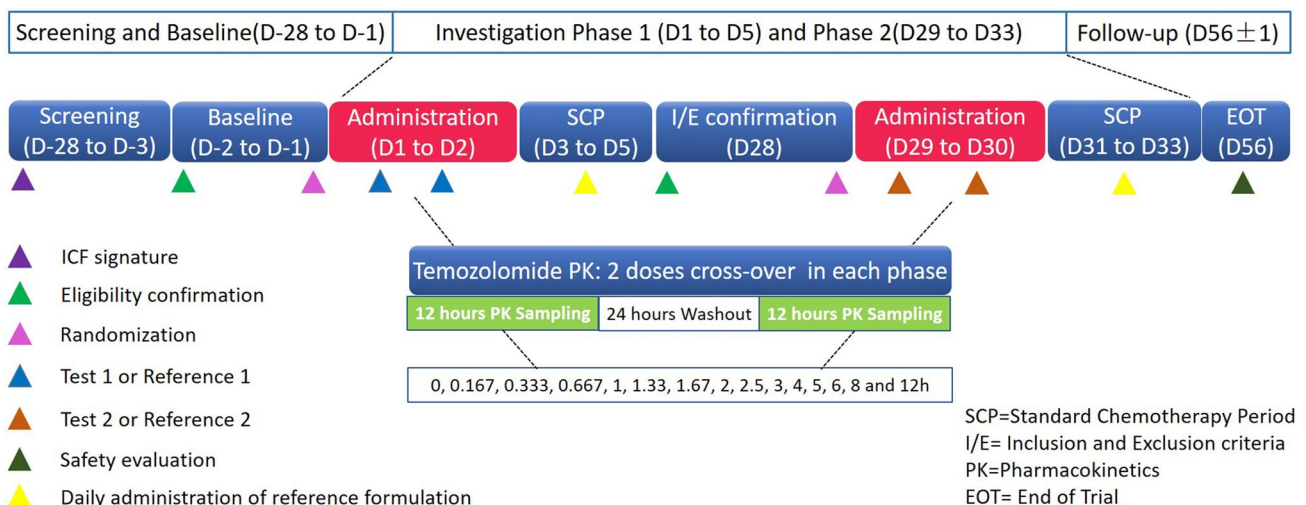 Screening and Baseline(D-28 to D-1)
Investigation Phase 1 (D1 to D5) and Phase 2(D29 to D33)
Follow-up (D56±1)
Screening
(D-28 to D-3)
Baseline
(D-2 to D-1)
Administration
(D1 to D2)
SCP
(D3 to D5)
I/E confirmation
(D28)
Administration
(D29 to D30)
SCP
(D31 to D33)
EOT
(D56)
Temozolomide PK: 2 doses cross-over in each phase
12 hours PK Sampling
24 hours Washout
12 hours PK Sampling
0, 0.167, 0.333, 0.667, 1, 1.33, 1.67, 2, 2.5, 3, 4, 5, 6, 8 and 12h
ICF signature
Eligibility confirmation
Randomization
Test 1 or Reference 1
Test 2 or Reference 2
Safety evaluation
Daily administration of reference formulation
SCP=Standard Chemotherapy Period
I/E= Inclusion and Exclusion criteria
PK=Pharmacokinetics
EOT= End of Trial